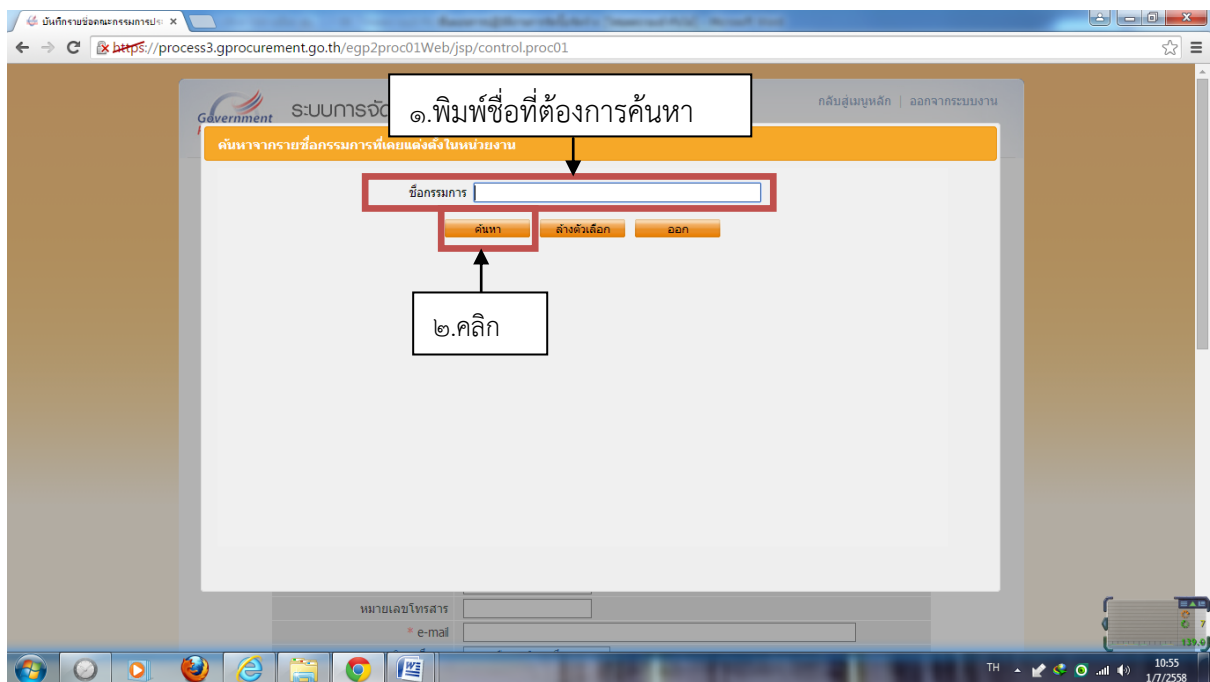 บันทึกรายชื่อคณะกรรมการปร
https://process3.gprocurement.go.th/egp2proc01Web/jsp/control.proc01
Government
ระบบการจัด
กลับสู่เมนูหลัก | ออกจากระบบงาน
๑.พิมพ์ชื่อที่ต้องการค้นหา
ค้นหาจากรายชื่อกรรมการที่เคยแต่งตั้งในหน่วยงาน
ชื่อกรรมการ
ค้นหา ล้างตัวเลือก ออก
๒.คลิก
หมายเลขโทรสาร
* e-mail
TH
10:55
1/7/2558
7
139.0